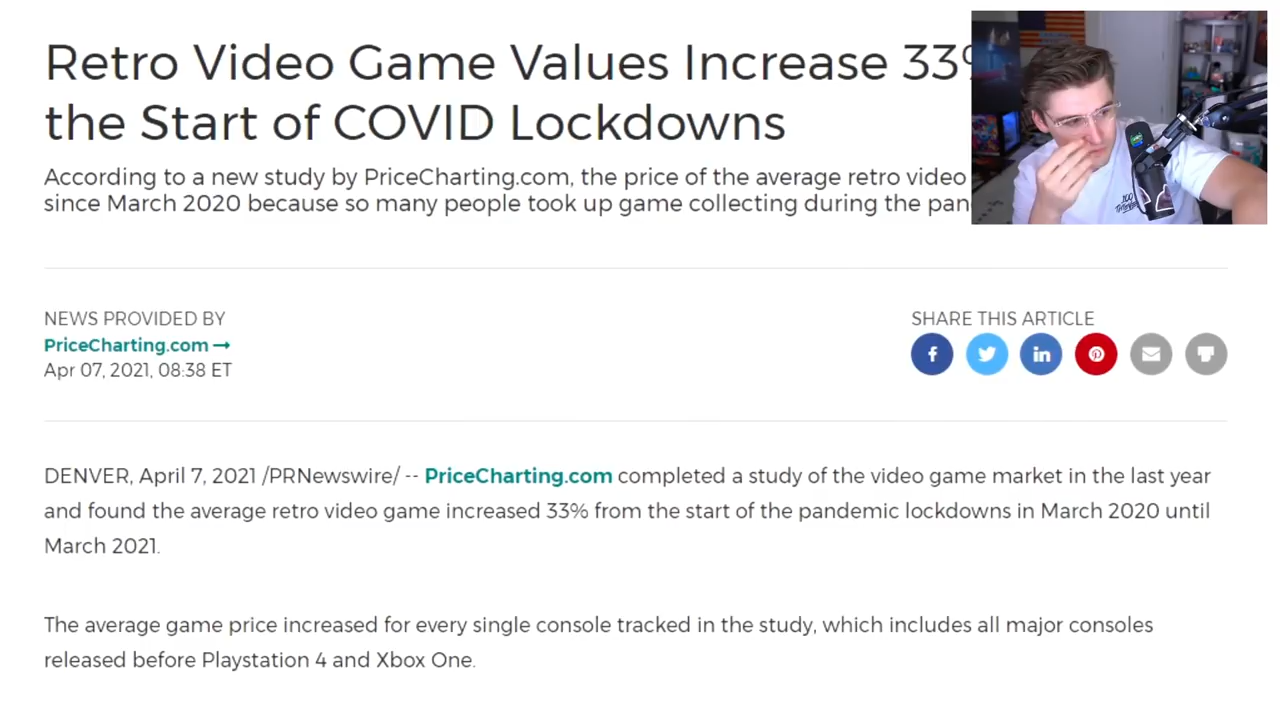 Retro Video Game Values Increase 33%
the Start of COVID Lockdowns
According to a new study by PriceCharting.com, the price of the average retro video
since March 2020 because so many people took up game collecting during the
NEWS PROVIDED BY
PriceCharting.com →
Apr 07, 2021, 08:38 ET
SHARE THIS ARTICLE
DENVER, April 7, 2021 /PRNewswire/ -- PriceCharting.com completed a study of the video game market in the last year
and found the average retro video game increased 33% from the start of the pandemic lockdowns in March 2020 until
March 2021.
The average game price increased for every single console tracked in the study, which includes all major consoles
released before Playstation 4 and Xbox One.